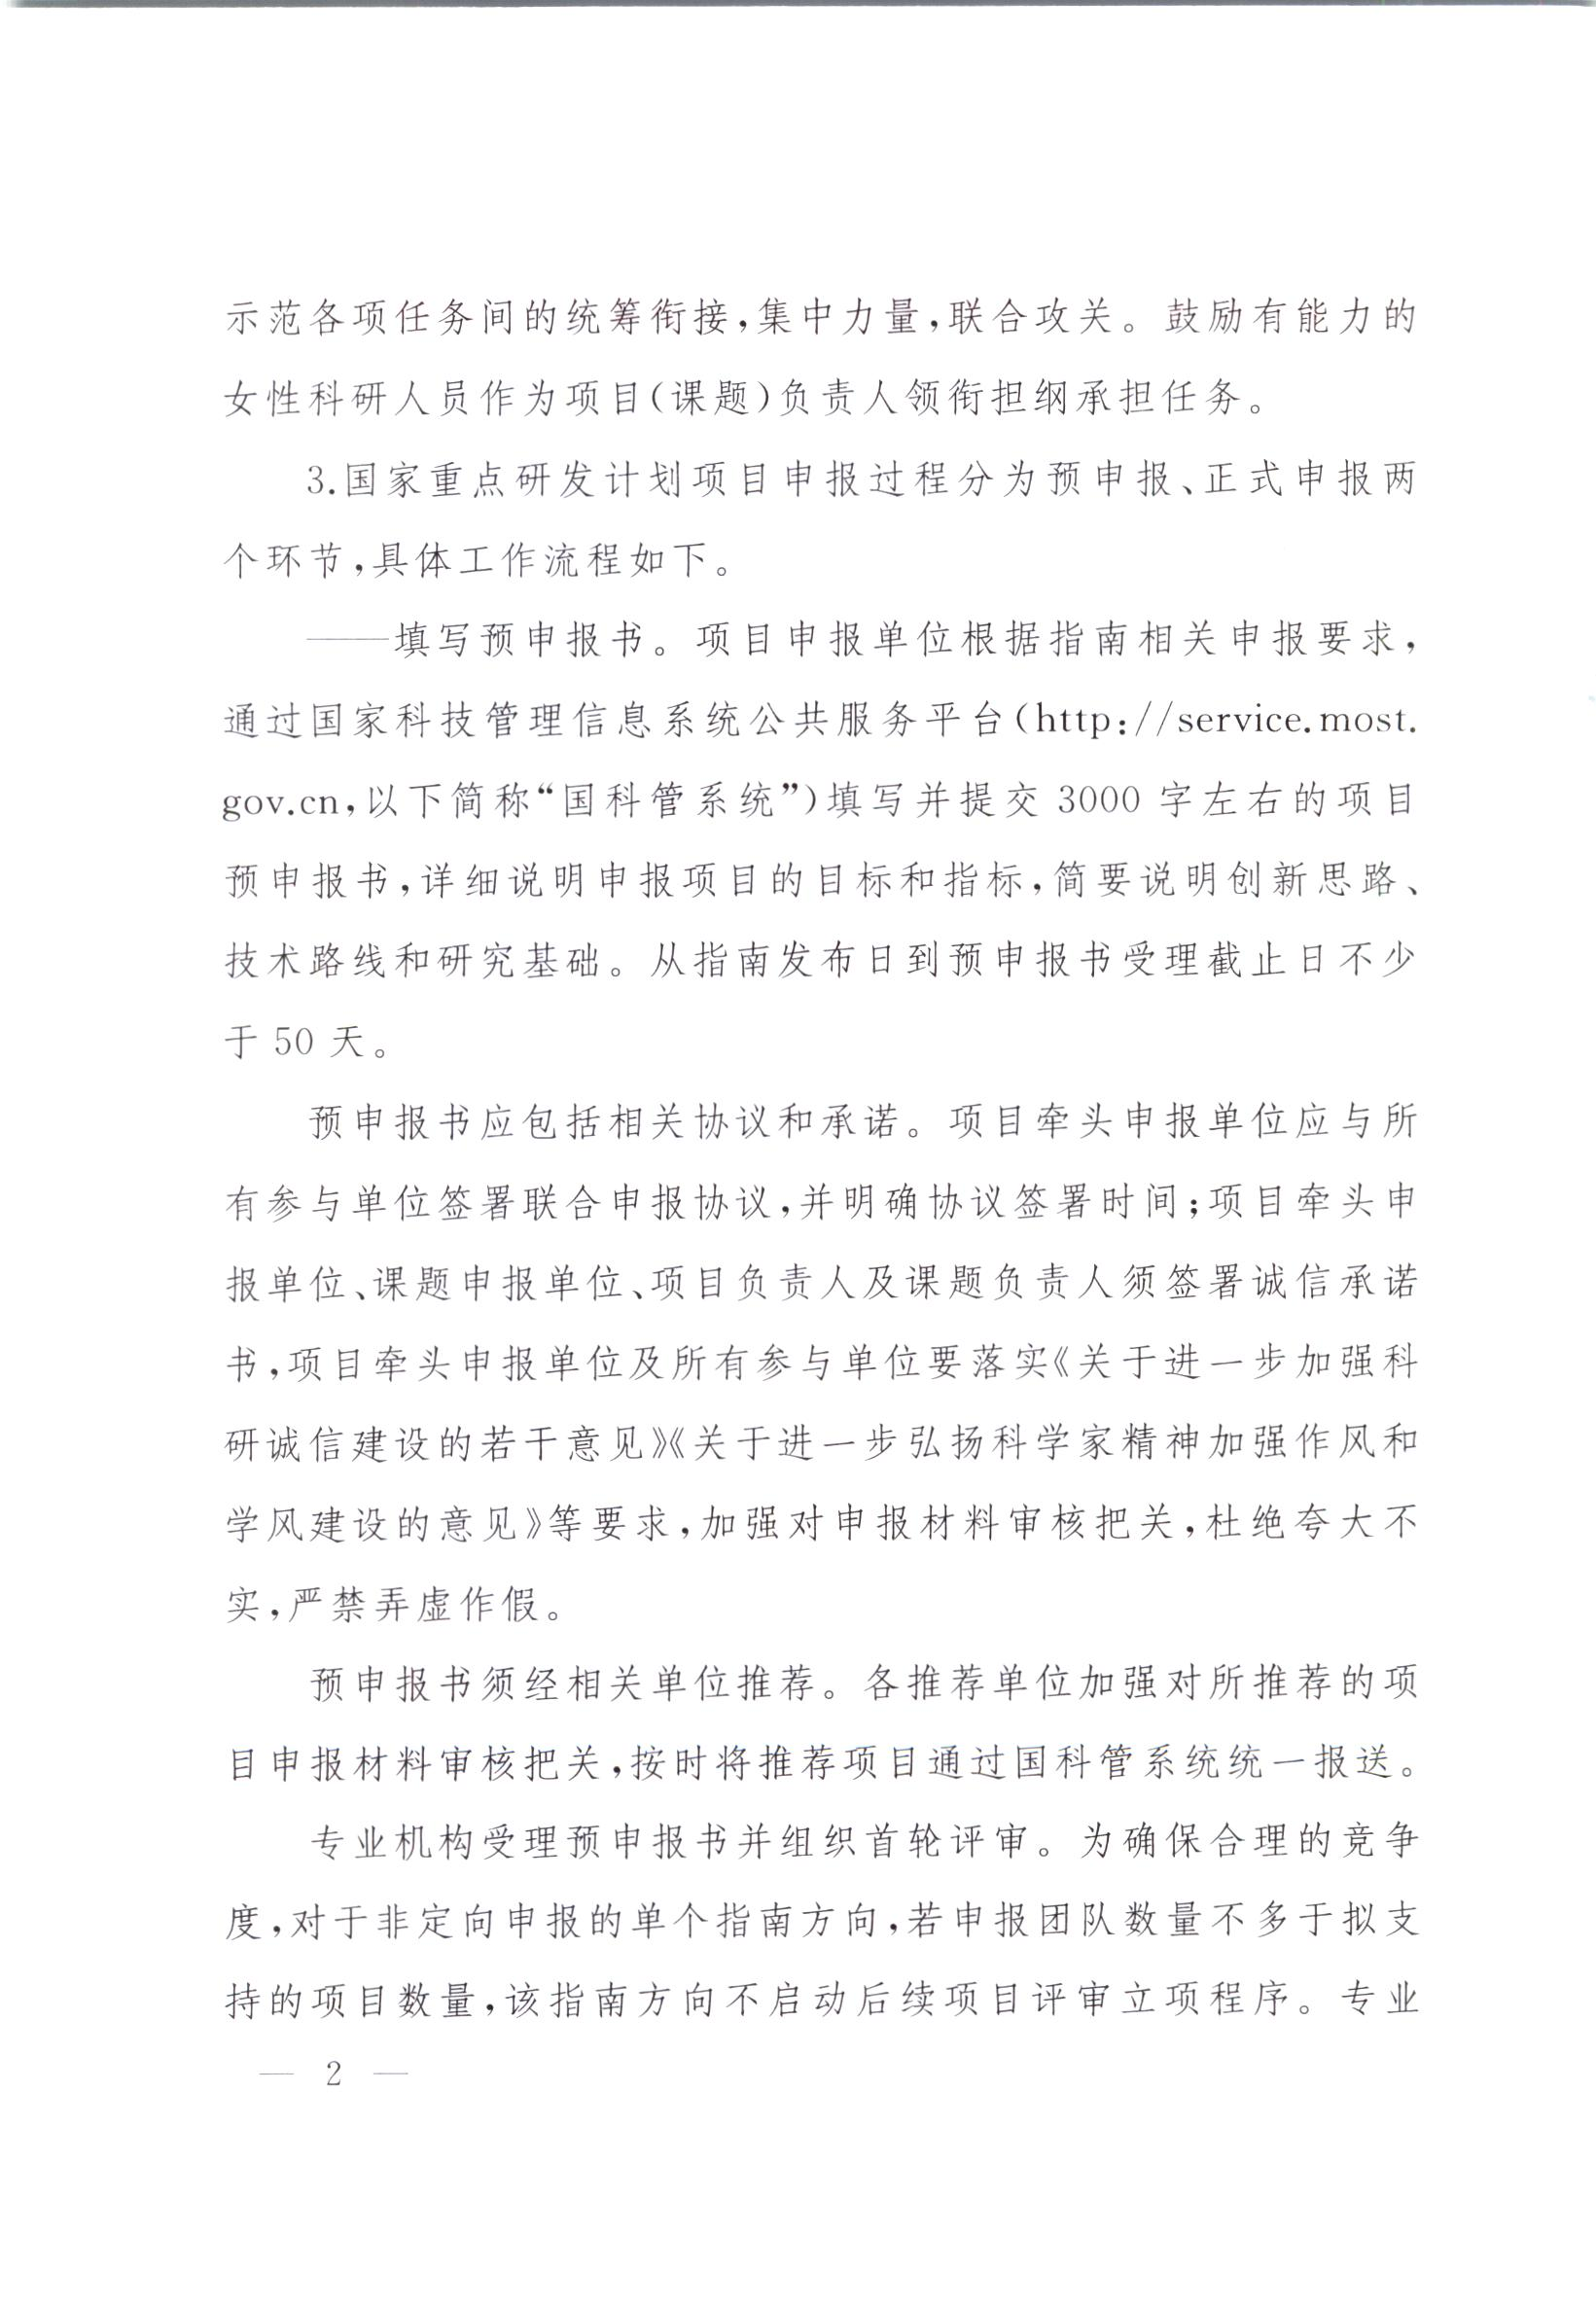 示范各项任务间的统筹衔接,集中力量,联合攻关。鼓励有能力的
女性科研人员作为项目(课题)负责人领衔担纲承担任务。
3.国家重点研发计划项目申报过程分为预申报、正式申报两
个环节,具体工作流程如下。
——填写预申报书。项目申报单位根据指南相关申报要求,
通过国家科技管理信息系统公共服务平台(http://service.most.
gov.cn,以下简称“国科管系统”)填写并提交 3000 字左右的项目
预申报书,详细说明申报项目的目标和指标,简要说明创新思路、
技术路线和研究基础。从指南发布日到预申报书受理截止日不少
于 50 天。
预申报书应包括相关协议和承诺。项目牵头申报单位应与所
有参与单位签署联合申报协议,并明确协议签署时间;项目牵头申
报单位、课题申报单位、项目负责人及课题负责人须签署诚信承诺
书,项目牵头申报单位及所有参与单位要落实《关于进一步加强科
研诚信建设的若干意见》《关于进一步弘扬科学家精神加强作风和
学风建设的意见》等要求,加强对申报材料审核把关,杜绝夸大不
实,严禁弄虚作假。
预申报书须经相关单位推荐。各推荐单位加强对所推荐的项
目申报材料审核把关,按时将推荐项目通过国科管系统统一报送。
专业机构受理预申报书并组织首轮评审。为确保合理的竞争
度,对于非定向申报的单个指南方向,若申报团队数量不多于拟支
持的项目数量,该指南方向不启动后续项目评审立项程序。专业
— 2 —